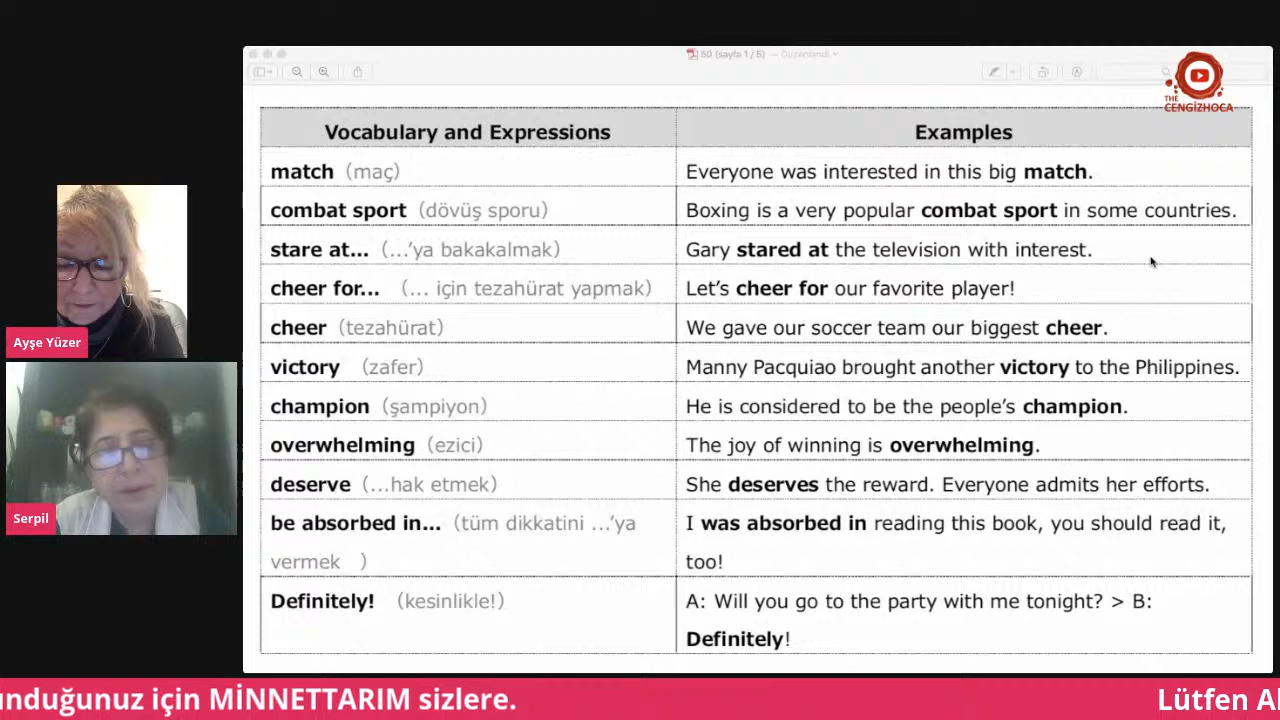 50 (sayfa 1 / 5) — Düzenlendi
THE
CENGİZHOCA
Vocabulary and Expressions Examples
match (maç) Everyone was interested in this big match.
combat sport (dövüş sporu) Boxing is a very popular combat sport in some countries.
stare at... (...’ya bakakalmak) Gary stared at the television with interest.
cheer for... (... için tezahürat yapmak) Let’s cheer for our favorite player!
cheer (tezahürat) We gave our soccer team our biggest cheer.
victory (zafer) Manny Pacquiao brought another victory to the Philippines.
champion (şampiyon) He is considered to be the people’s champion.
overwhelming (ezici) The joy of winning is overwhelming.
deserve (...hak etmek) She deserves the reward. Everyone admits her efforts.
be absorbed in... (tüm dikkatini ...’ya I was absorbed in reading this book, you should read it,
vermek ) too!
Definitely! (kesinlikle!) A: Will you go to the party with me tonight? > B:
Definitely!
Ayşe Yüzer
Serpil
unduğunuz için MİNNETTARIM sizlere. Lütfen A